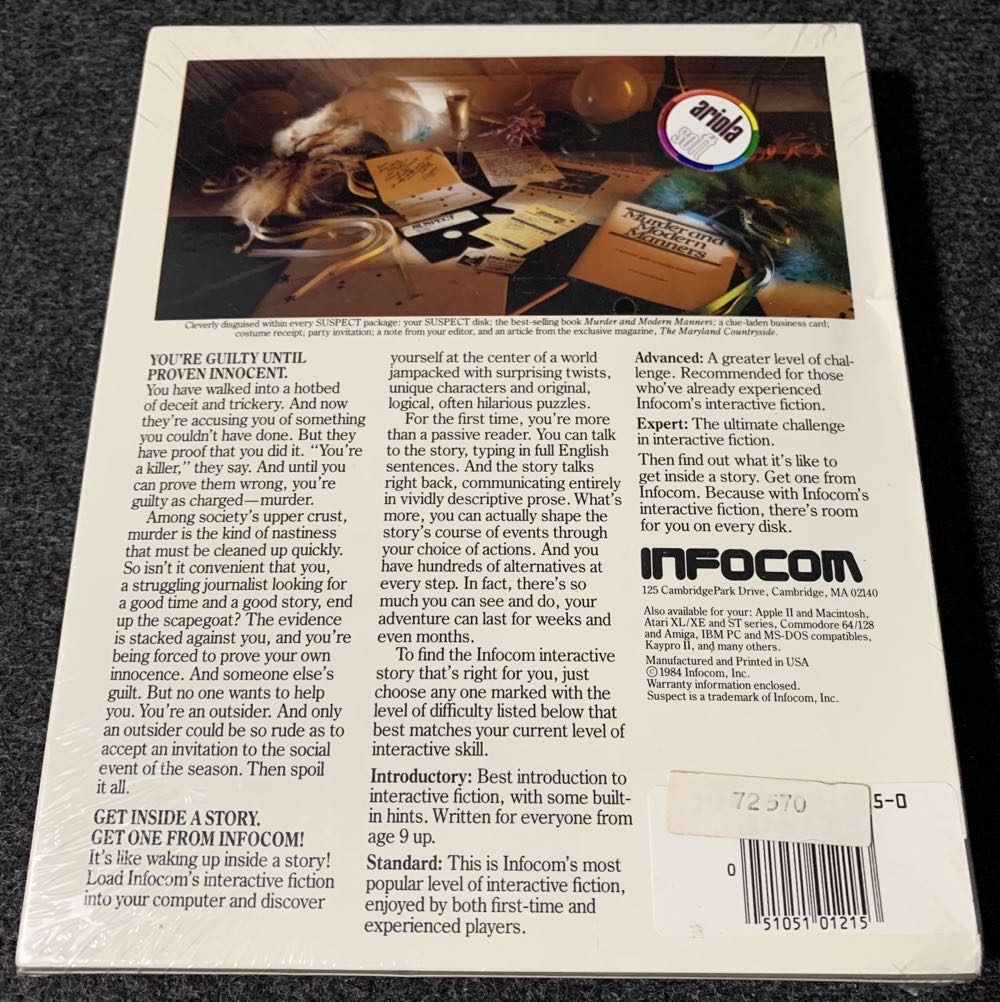 ariola
soft
SUSPECT
Murder and
Modern
Manners
Cleverly disguised within every SUSPECT package: your SUSPECT disk; the best-selling book Murder and Modern Manners; a clue-laden business card;
costume receipt; party invitation; a note from your editor, and an article from the exclusive magazine, The Maryland Countryside.
YOU'RE GUILTY UNTIL
PROVEN INNOCENT.
You have walked into a hotbed
of deceit and trickery. And now
they're accusing you of something
you couldn't have done. But they
have proof that you did it. “You're
a killer,” they say. And until you
can prove them wrong, you're
guilty as charged—murder.
Among society's upper crust,
murder is the kind of nastiness
that must be cleaned up quickly.
So isn't it convenient that you,
a struggling journalist looking for
a good time and a good story, end
up the scapegoat? The evidence
is stacked against you, and you're
being forced to prove your own
innocence. And someone else's
guilt. But no one wants to help
you. You're an outsider. And only
an outsider could be so rude as to
accept an invitation to the social
event of the season. Then spoil
it all.
GET INSIDE A STORY.
GET ONE FROM INFOCOM!
It's like waking up inside a story!
Load Infocom's interactive fiction
into your computer and discover
yourself at the center of a world
jampacked with surprising twists,
unique characters and original,
logical, often hilarious puzzles.
For the first time, you're more
than a passive reader. You can talk
to the story, typing in full English
sentences. And the story talks
right back, communicating entirely
in vividly descriptive prose. What's
more, you can actually shape the
story's course of events through
your choice of actions. And you
have hundreds of alternatives at
every step. In fact, there's so
much you can see and do, your
adventure can last for weeks and
even months.
To find the Infocom interactive
story that's right for you, just
choose any one marked with the
level of difficulty listed below that
best matches your current level of
interactive skill.
Introductory: Best introduction to
interactive fiction, with some built-
in hints. Written for everyone from
age 9 up.
Standard: This is Infocom's most
popular level of interactive fiction,
enjoyed by both first-time and
experienced players.
Advanced: A greater level of chal-
lenge. Recommended for those
who've already experienced
Infocom's interactive fiction.
Expert: The ultimate challenge
in interactive fiction.
Then find out what it's like to
get inside a story. Get one from
Infocom. Because with Infocom's
interactive fiction, there's room
for you on every disk.
INFOCOM
125 CambridgePark Drive, Cambridge, MA 02140
Also available for your: Apple II and Macintosh,
Atari XL/XE and ST series, Commodore 64/128
and Amiga, IBM PC and MS-DOS compatibles,
Kaypro II, and many others.
Manufactured and Printed in USA
© 1984 Infocom, Inc.
Warranty information enclosed.
Suspect is a trademark of Infocom, Inc.
72 570
5-0
0
51051 01215